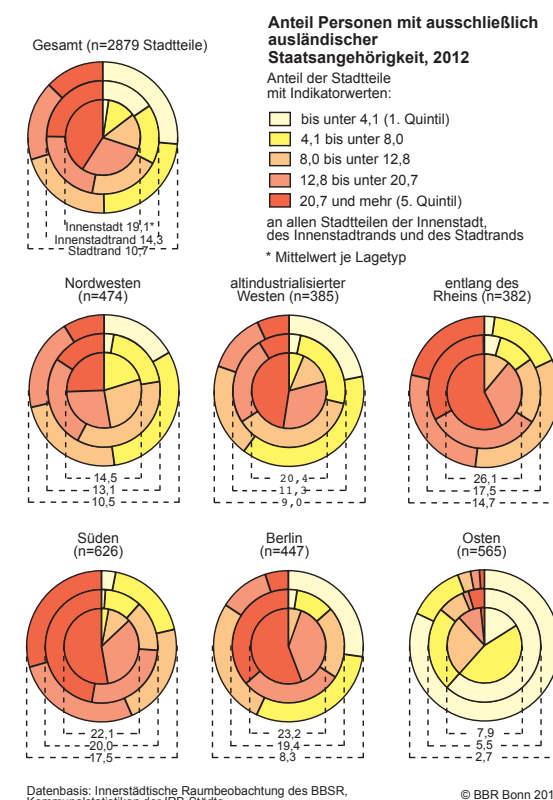 Anteil Personen mit ausschließlich
ausländischer
Staatsangehörigkeit, 2012
Anteil der Stadtteile
mit Indikatorwerten:
bis unter 4,1 (1. Quintil)
4,1 bis unter 8,0
8,0 bis unter 12,8
12,8 bis unter 20,7
20,7 und mehr (5. Quintil)
an allen Stadtteilen der Innenstadt,
des Innenstadtrands und des Stadtrands
* Mittelwert je Lagetyp
Gesamt (n=2879 Stadtteile)
Innenstadt 19,1*
Innenstadtrand 14,3
Stadtrand 10,7
Nordwesten
(n=474)
14,5
13,1
10,5
altindustrialisierter
Westen (n=385)
20,4
11,3
9,0
entlang des
Rheins (n=382)
26,1
17,5
14,7
Süden
(n=626)
22,1
20,0
17,5
Berlin
(n=447)
23,2
19,4
8,3
Osten
(n=565)
7,9
5,5
2,7
Datenbasis: Innerstädtische Raumbeobachtung des BBSR,
© BBR Bonn 201